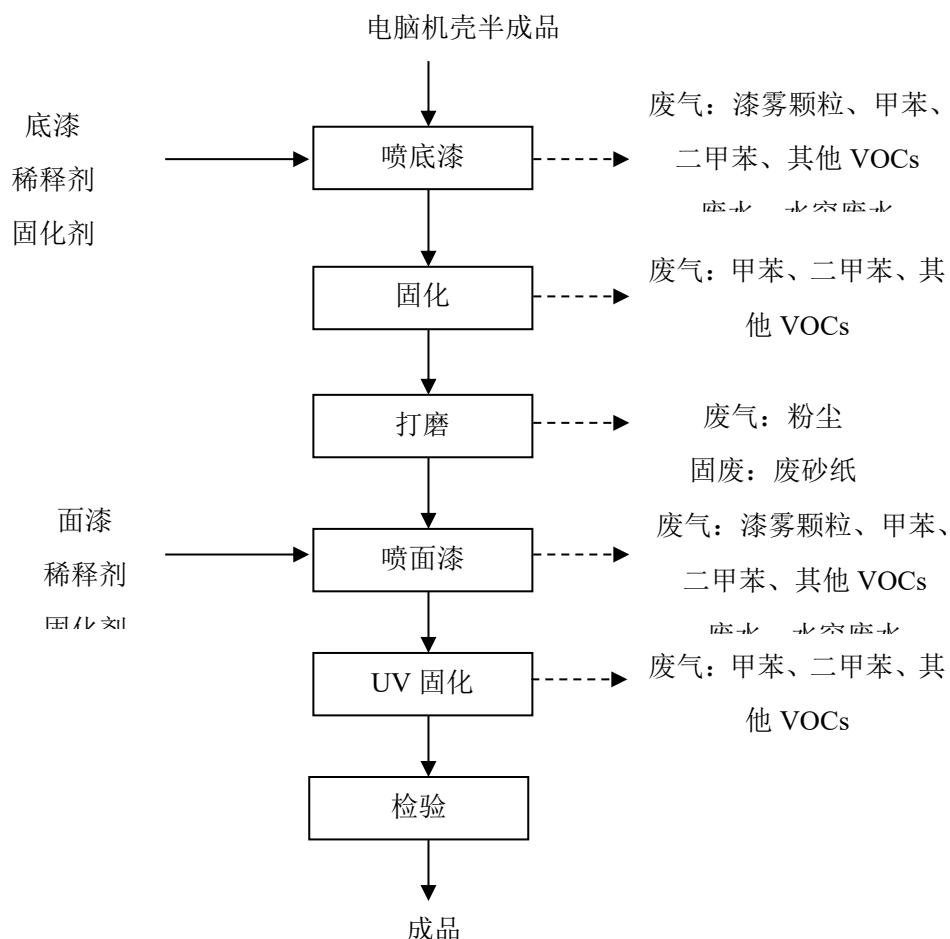 电脑机壳半成品
底漆
稀释剂
固化剂
喷底漆
废气：漆雾颗粒、甲苯、
二甲苯、其他 VOCs
固化
废气：甲苯、二甲苯、其
他 VOCs
打磨
废气：粉尘
固废：废砂纸
面漆
稀释剂
固化剂
喷面漆
废气：漆雾颗粒、甲苯、
二甲苯、其他 VOCs
UV 固化
废气：甲苯、二甲苯、其
他 VOCs
检验
成品